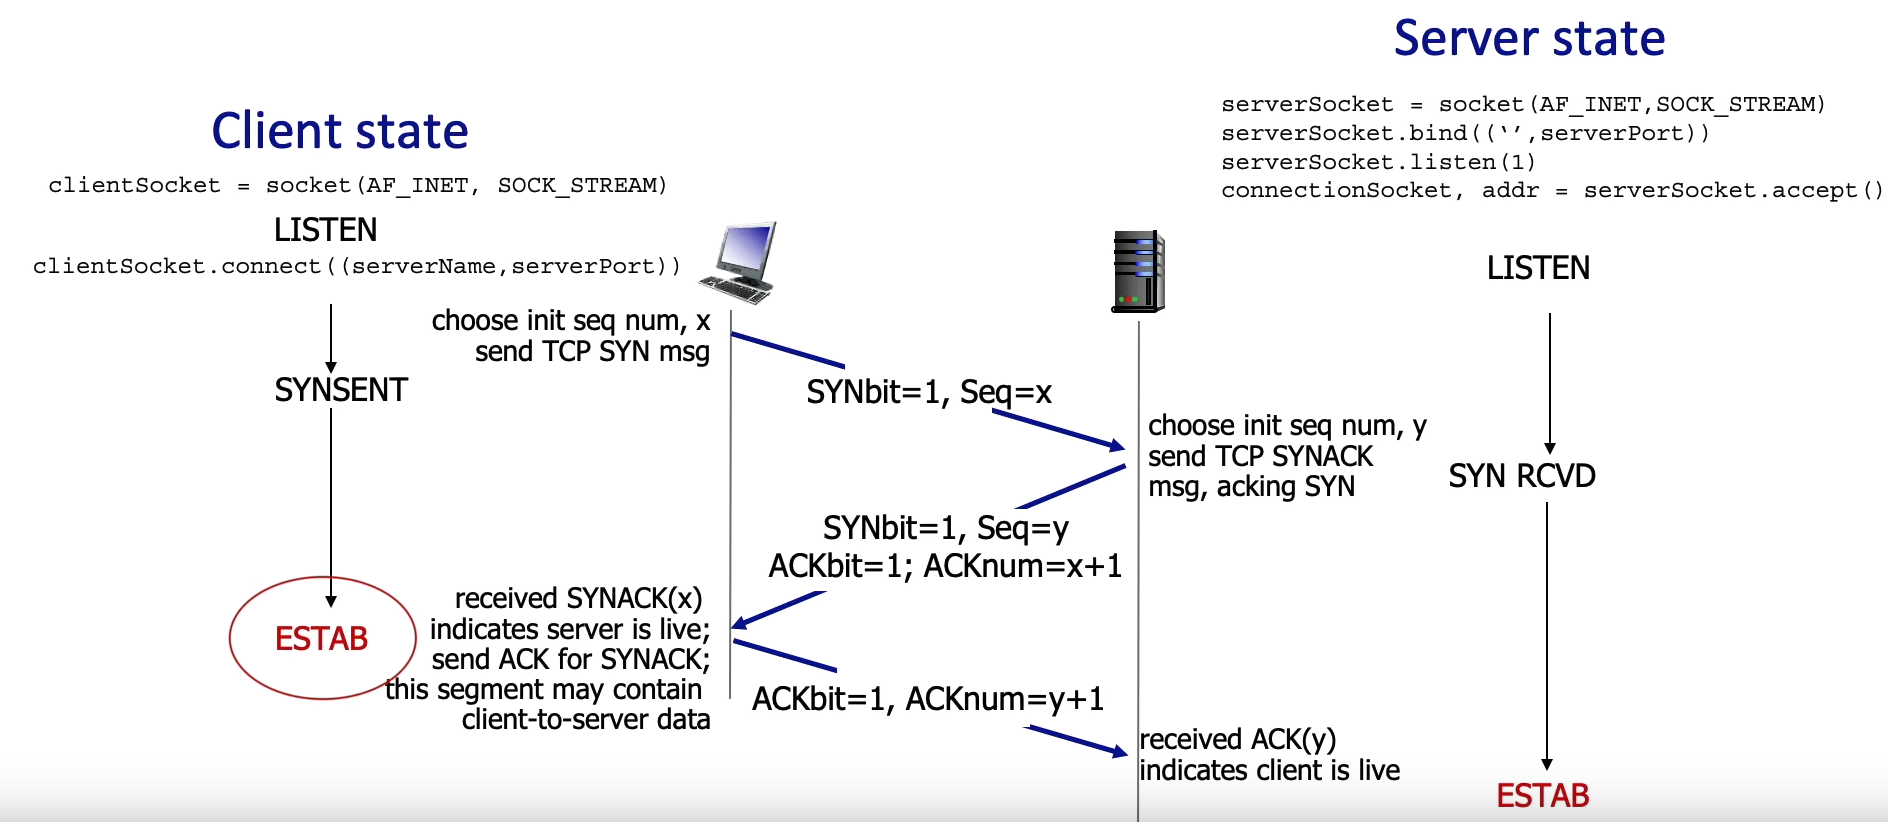 Server state
serverSocket = socket(AF_INET,SOCK_STREAM)
serverSocket.bind((‘’,serverPort))
serverSocket.listen(1)
connectionSocket, addr = serverSocket.accept()
Client state
clientSocket = socket(AF_INET, SOCK_STREAM)
LISTEN
clientSocket.connect((serverName,serverPort))
LISTEN
choose init seq num, x
send TCP SYN msg
SYNSENT
SYNbit=1, Seq=x
choose init seq num, y
send TCP SYNACK
msg, acking SYN
SYN RCVD
SYNbit=1, Seq=y
ACKbit=1; ACKnum=x+1
ESTAB
received SYNACK(x)
indicates server is live;
send ACK for SYNACK;
this segment may contain
client-to-server data
ACKbit=1, ACKnum=y+1
received ACK(y)
indicates client is live
ESTAB